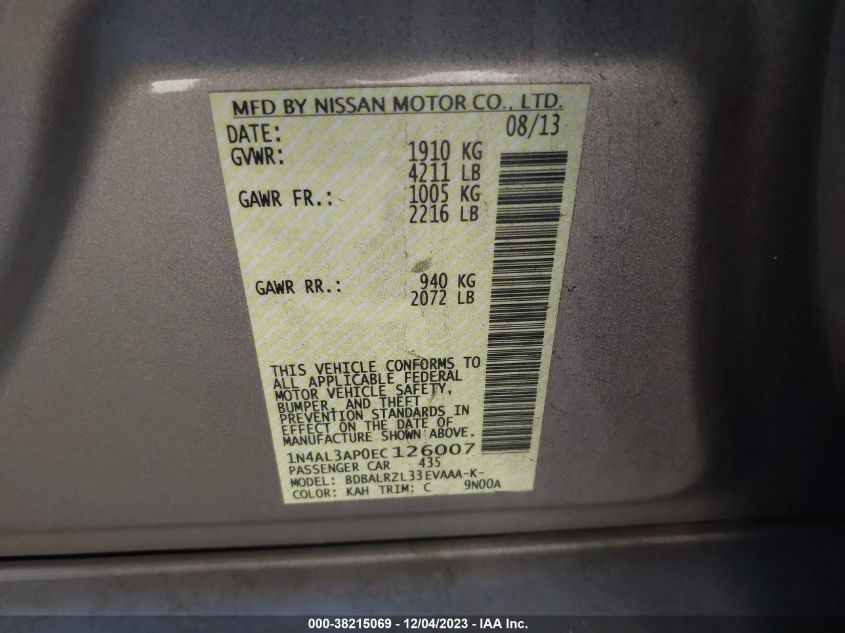 MFD BY NISSAN MOTOR CO., LTD.
DATE: 08/13
GVWR: 1910 KG
4211 LB
GAWR FR.: 1005 KG
2216 LB
GAWR RR.: 940 KG
2072 LB
THIS VEHICLE CONFORMS TO
ALL APPLICABLE FEDERAL
MOTOR VEHICLE SAFETY,
BUMPER, AND THEFT
PREVENTION STANDARDS IN
EFFECT ON THE DATE OF
MANUFACTURE SHOWN ABOVE.
1N4AL3AP0EC126007
PASSENGER CAR 435
MODEL: BDBALRZL33EVAAA-K-
COLOR: KAH TRIM: C 9N00A
000-38215069 - 12/04/2023 - IAA Inc.